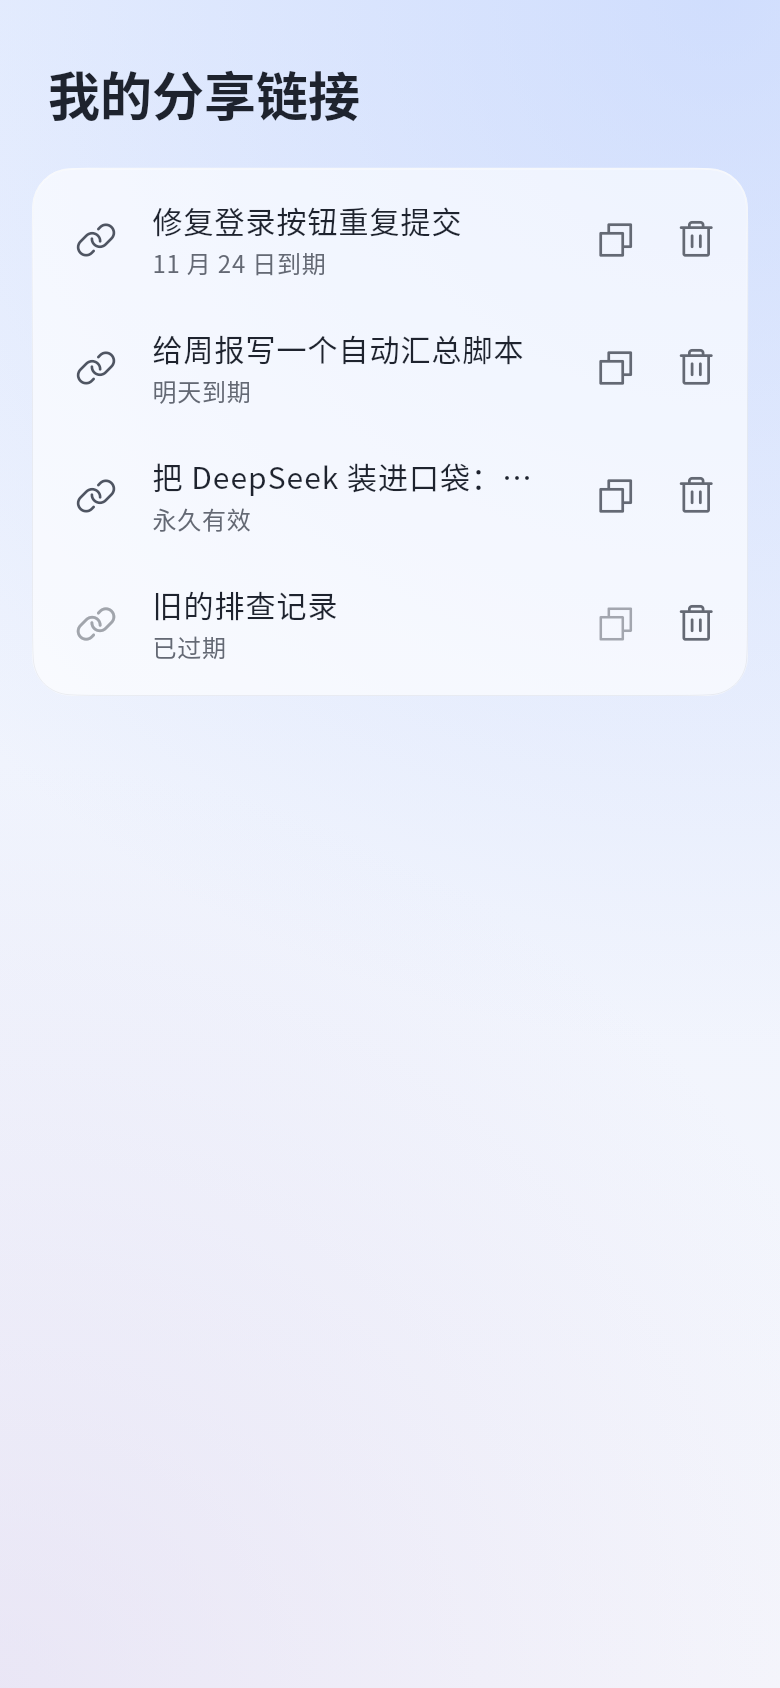 我的分享链接
修复登录按钮重复提交
11 月 24 日到期
给周报写一个自动汇总脚本
明天到期
把 DeepSeek 装进口袋：…
永久有效
旧的排查记录
已过期